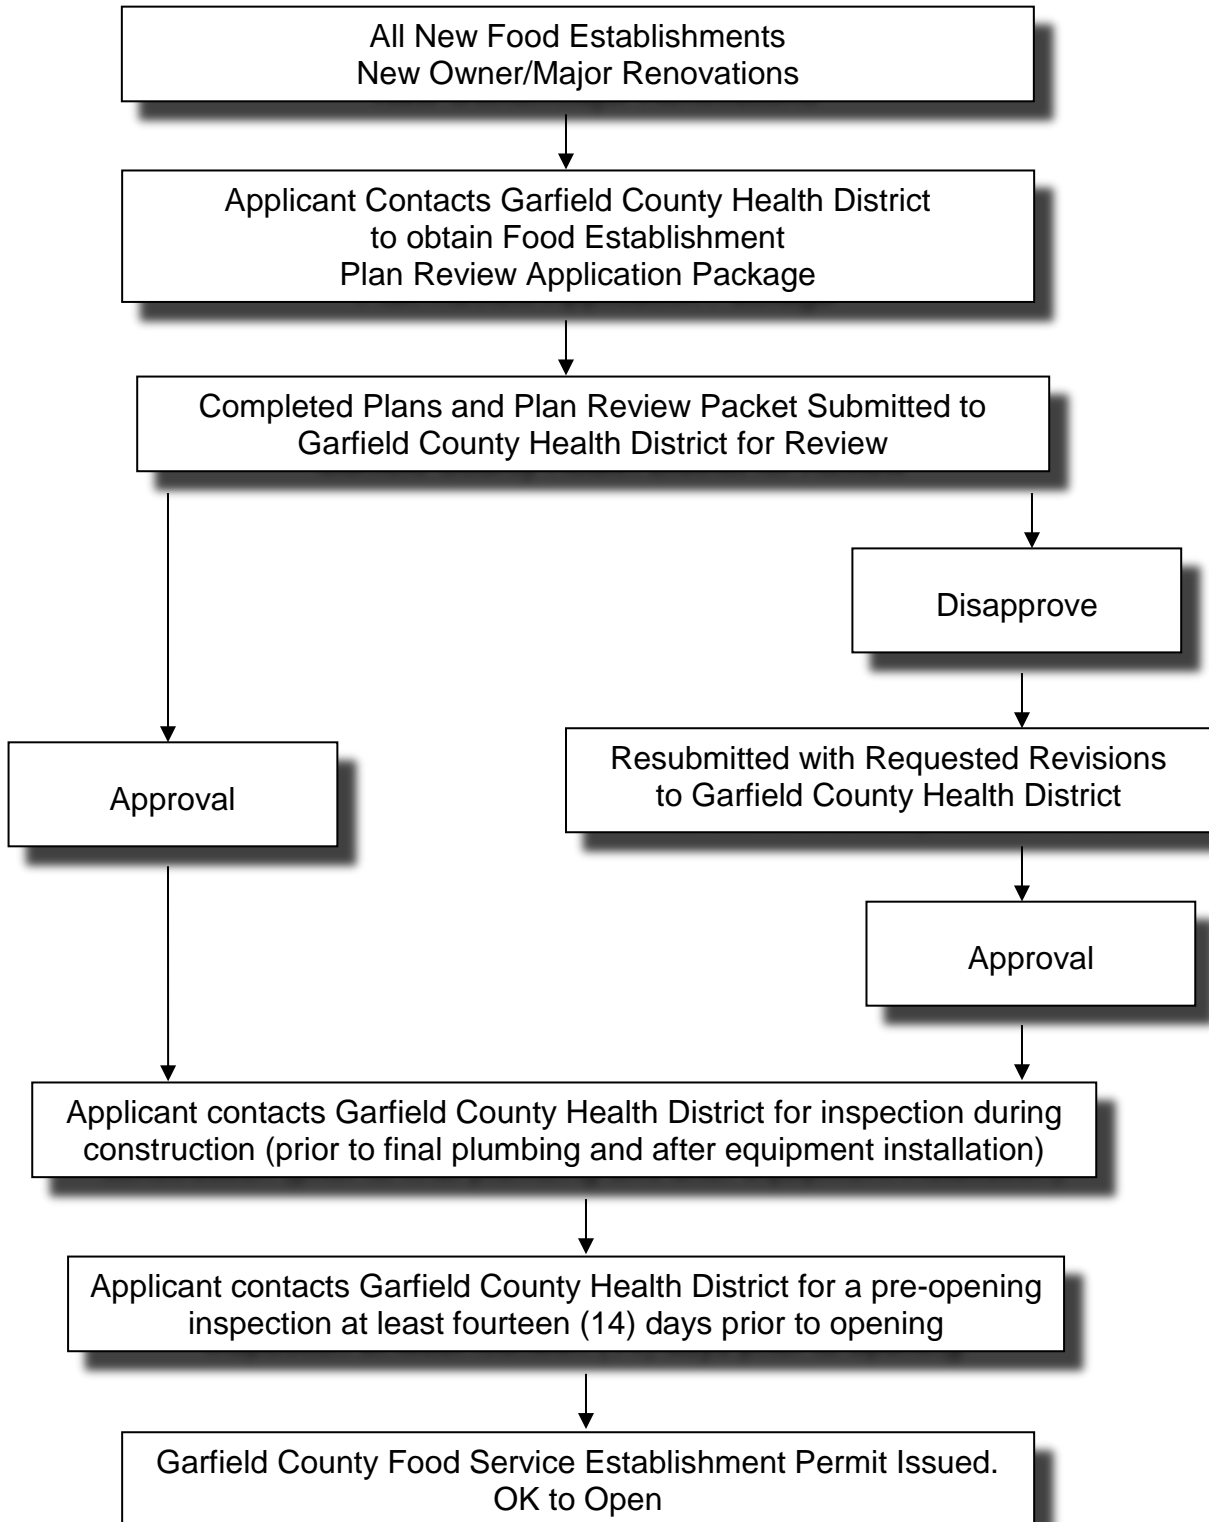 All New Food Establishments
New Owner/Major Renovations
Applicant Contacts Garfield County Health District
to obtain Food Establishment
Plan Review Application Package
Completed Plans and Plan Review Packet Submitted to
Garfield County Health District for Review
Disapprove
Approval
Resubmitted with Requested Revisions
to Garfield County Health District
Approval
Applicant contacts Garfield County Health District for inspection during
construction (prior to final plumbing and after equipment installation)
Applicant contacts Garfield County Health District for a pre-opening
inspection at least fourteen (14) days prior to opening
Garfield County Food Service Establishment Permit Issued.
OK to Open